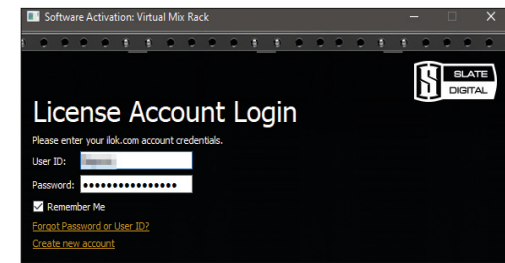 Software Activation: Virtual Mix Rack
SLATE
DIGITAL
License Account Login
Please enter your ilok.com account credentials.
User ID:
Password: ••••••••••••••••
Remember Me
Forgot Password or User ID?
Create new account